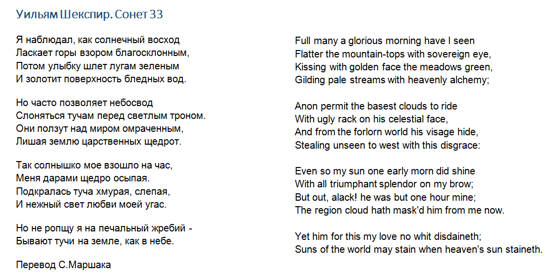 Уильям Шекспир. Сонет 33
Я наблюдал, как солнечный восход
Ласкает горы взором благосклонным,
Потом улыбку шлет лугам зеленым
И золотит поверхность бледных вод.
Но часто позволяет небосвод
Слоняться тучам перед светлым троном.
Они ползут над миром омраченным,
Лишая землю царственных щедрот.
Так солнышко мое взошло на час,
Меня дарами щедро осыпая.
Подкралась туча хмурая, слепая,
И нежный свет любви моей угас.
Но не ропщу я на печальный жребий -
Бывают тучи на земле, как в небе.
Перевод С.Маршака
Full many a glorious morning have I seen
Flatter the mountain-tops with sovereign eye,
Kissing with golden face the meadows green,
Gilding pale streams with heavenly alchemy;
Anon permit the basest clouds to ride
With ugly rack on his celestial face,
And from the forlorn world his visage hide,
Stealing unseen to west with this disgrace:
Even so my sun one early morn did shine
With all triumphant splendor on my brow;
But out, alack! he was but one hour mine;
The region cloud hath mask'd him from me now.
Yet him for this my love no whit disdaineth;
Suns of the world may stain when heaven's sun staineth.